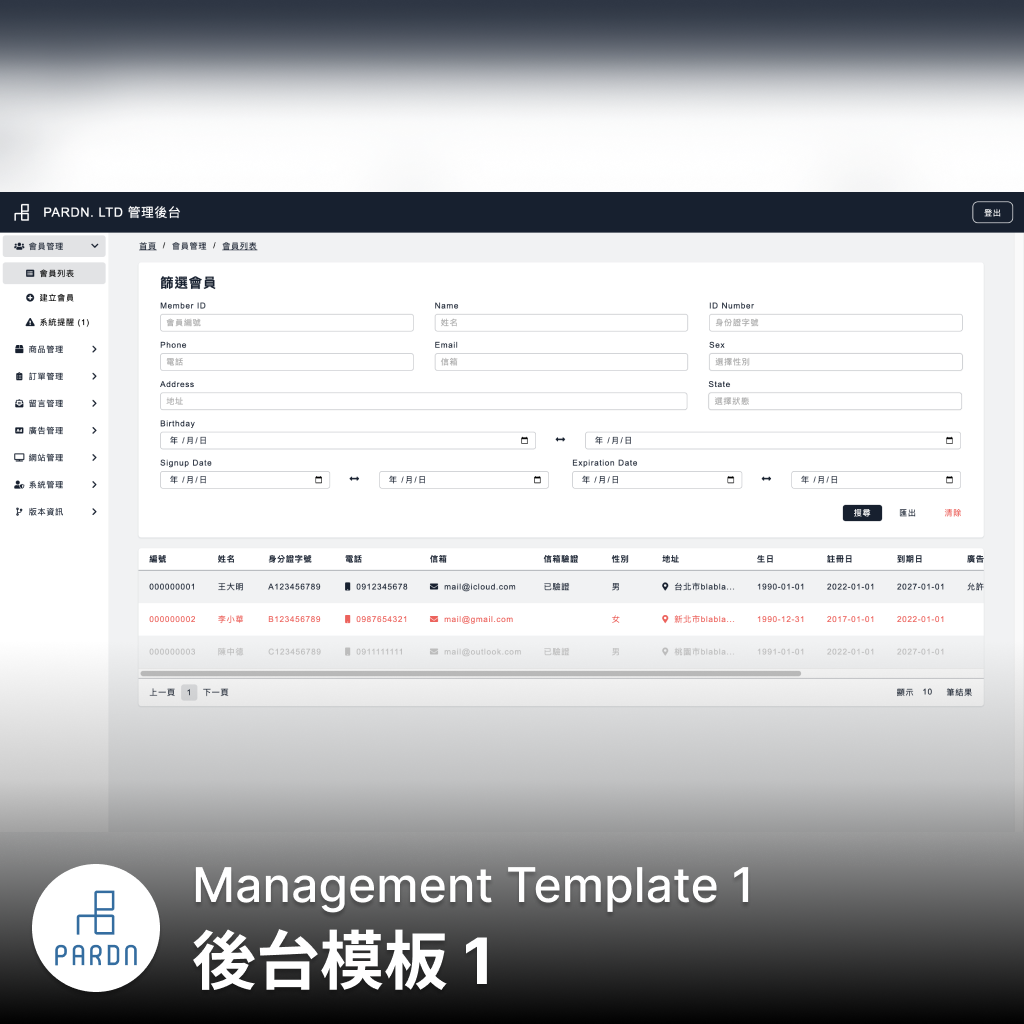 PARDN. LTD 管理後台
登出
會員管理
會員列表
建立會員
系統提醒 (1)
商品管理
訂單管理
留言管理
廣告管理
網站管理
系統管理
版本資訊
首頁 / 會員管理 / 會員列表
篩選會員
Member ID Name ID Number
會員編號 姓名 身份證字號
Phone Email Sex
電話 信箱 選擇性別
Address State
地址 選擇狀態
Birthday
年 /月/日 年 /月/日
Signup Date Expiration Date
年 /月/日 年 /月/日 年 /月/日 年 /月/日
搜尋 匯出 清除
編號 姓名 身分證字號 電話 信箱 信箱驗證 性別 地址 生日 註冊日 到期日 廣告
000000001 王大明 A123456789 0912345678 mail@icloud.com 已驗證 男 台北市blabla... 1990-01-01 2022-01-01 2027-01-01 允許
000000002 李小華 B123456789 0987654321 mail@gmail.com 女 新北市blabla... 1990-12-31 2017-01-01 2022-01-01
000000003 陳中德 C123456789 0911111111 mail@outlook.com 已驗證 男 桃園市blabla... 1991-01-01 2022-01-01 2027-01-01
上一頁 1 下一頁 顯示 10 筆結果
PARDN
Management Template 1
後台模板 1